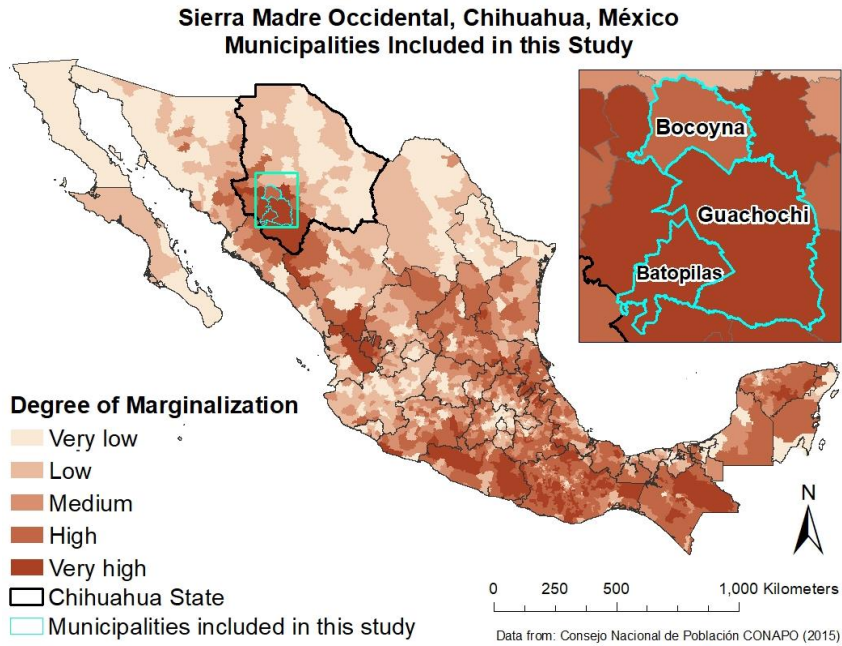 Sierra Madre Occidental, Chihuahua, México
Municipalities Included in this Study
Bocoyna
Guachochi
Batopilas
Degree of Marginalization
Very low
Low
Medium
High
Very high
Chihuahua State
Municipalities included in this study
N
0 250 500 1,000 Kilometers
Data from: Consejo Nacional de Población CONAPO (2015)